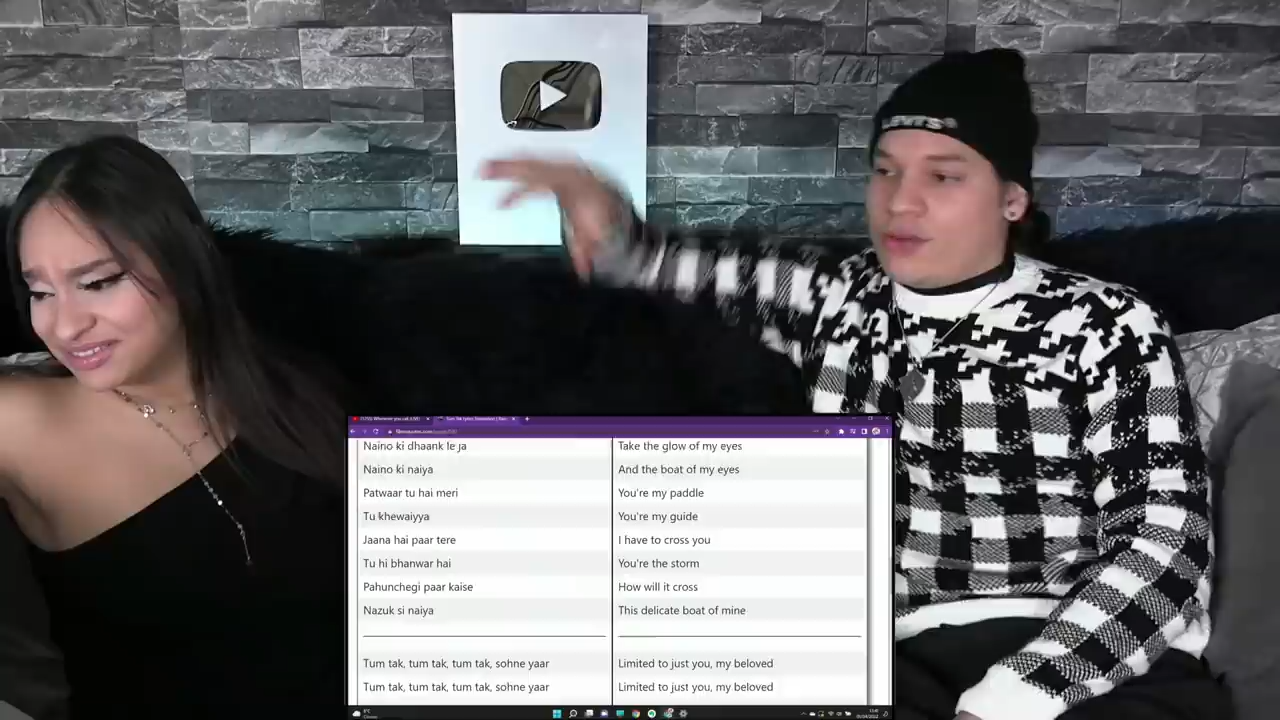 Naino ki dhaank le ja Take the glow of my eyes
Naino ki naiya And the boat of my eyes
Patwaar tu hai meri You're my paddle
Tu khewaiyya You're my guide
Jaana hai paar tere I have to cross you
Tu hi bhanwar hai You're the storm
Pahunchegi paar kaise How will it cross
Nazuk si naiya This delicate boat of mine
Tum tak, tum tak, tum tak, sohne yaar Limited to just you, my beloved
Tum tak, tum tak, tum tak, sohne yaar Limited to just you, my beloved